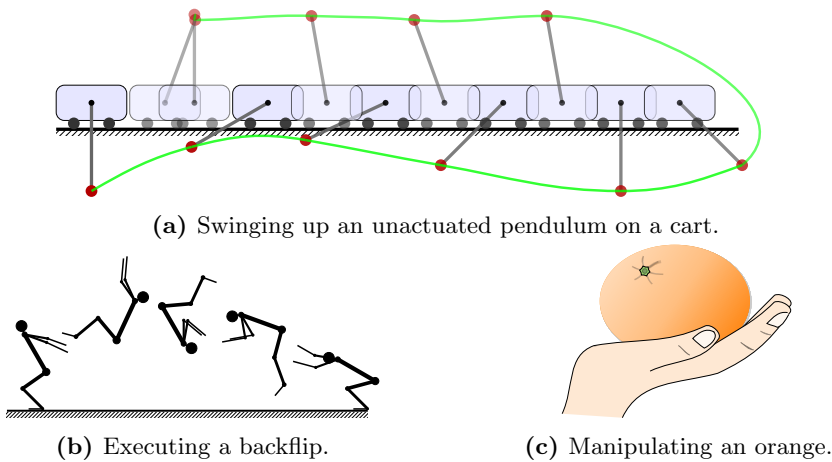 (a) Swinging up an unactuated pendulum on a cart.
(b) Executing a backflip.
(c) Manipulating an orange.